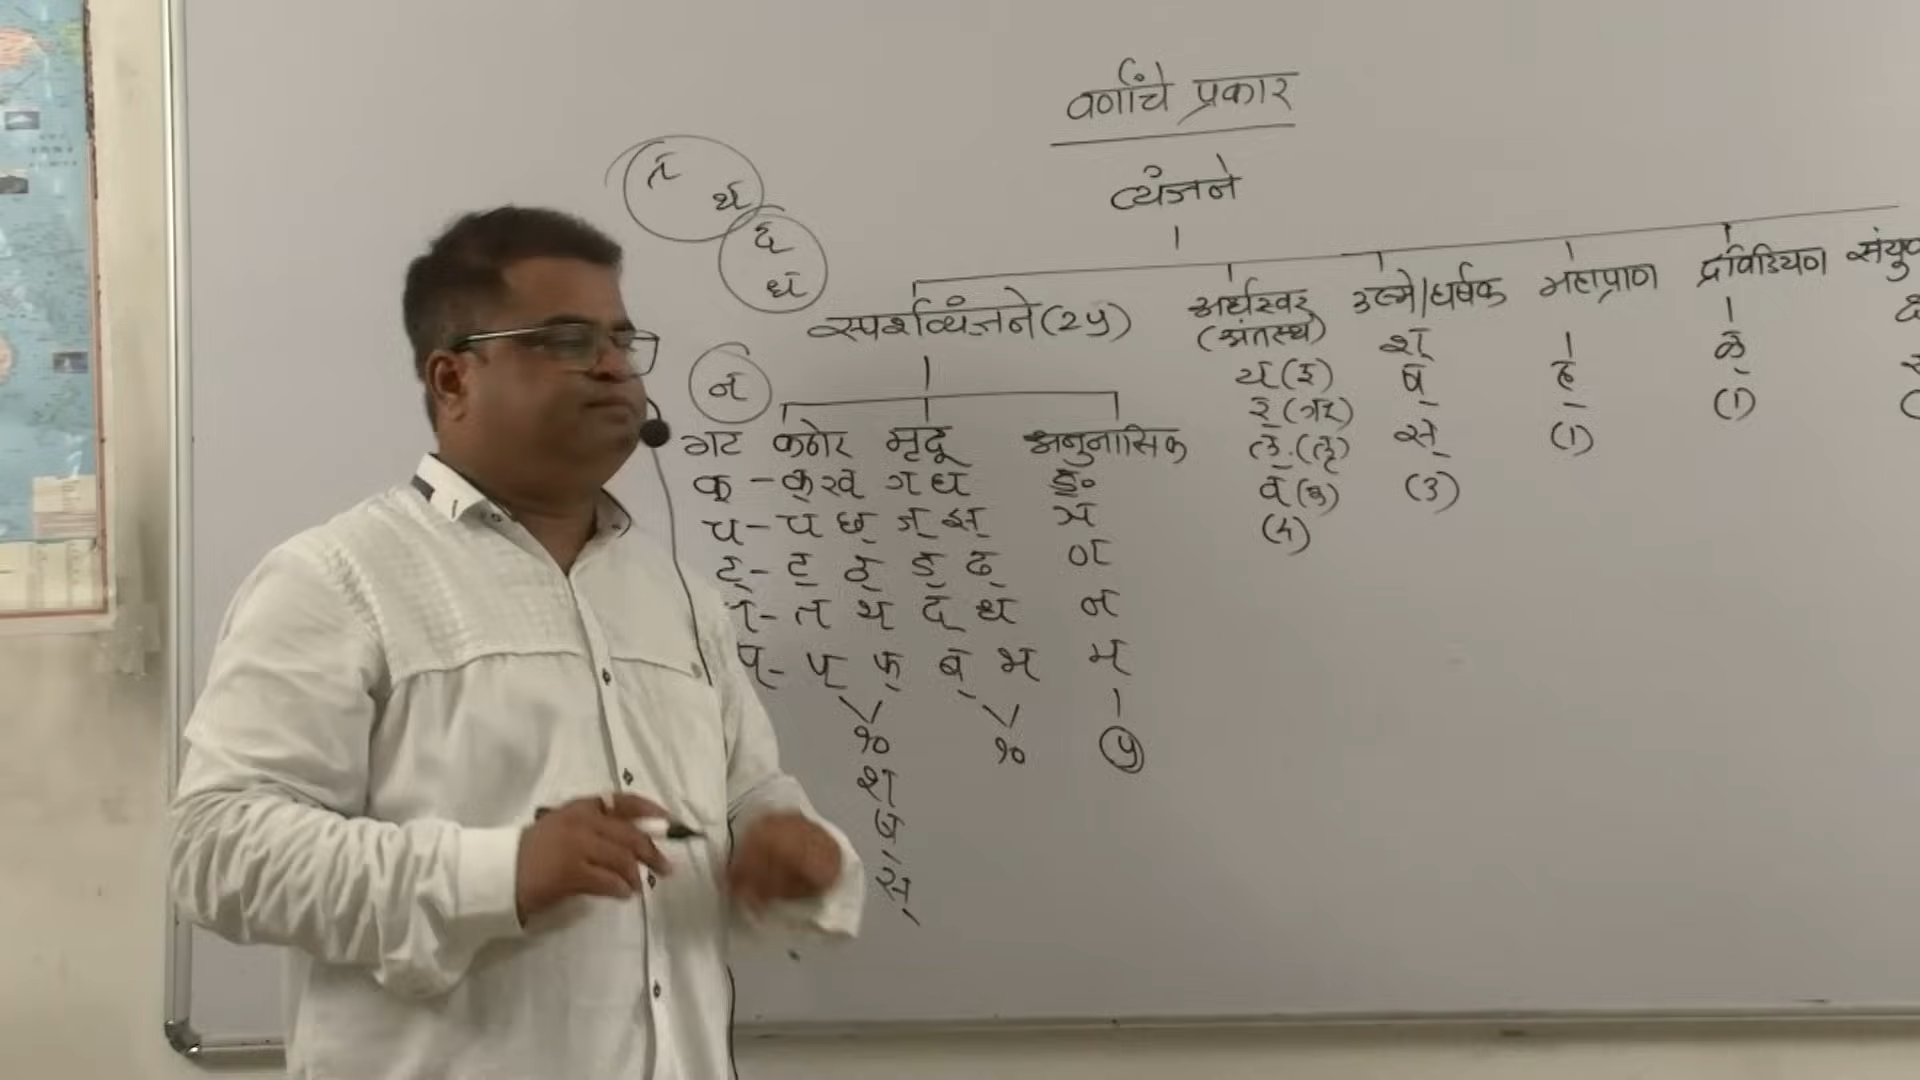 वर्णांचे प्रकार
व्यंजने
त् थ्
द्
ध्
न्
स्पर्शव्यंजने (२५)
अर्धस्वर
(अंतस्थ)
य् (इ)
र् (ऋ)
ल् (लृ)
व् (उ)
(४)
उष्मे/घर्षक
श्
ष्
स्
(३)
महाप्राण
ह्
(१)
द्रविडियन
ळ्
(१)
गट कठोर मृदू अनुनासिक
क् - क् ख् ग् घ् ङ्
च् - च् छ् ज् झ् ञ्
ट् - ट् ठ् ड् ढ् ण्
त् - त् थ् द् ध् न्
प् - प् फ् ब् भ् म्
१० १० ५
श्
ष्
स्